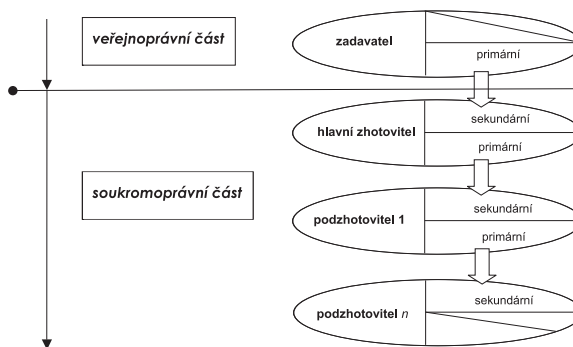 veřejnoprávní část
zadavatel
primární
hlavní zhotovitel
sekundární
primární
soukromoprávní část
podzhotovitel 1
sekundární
primární
podzhotovitel n
sekundární